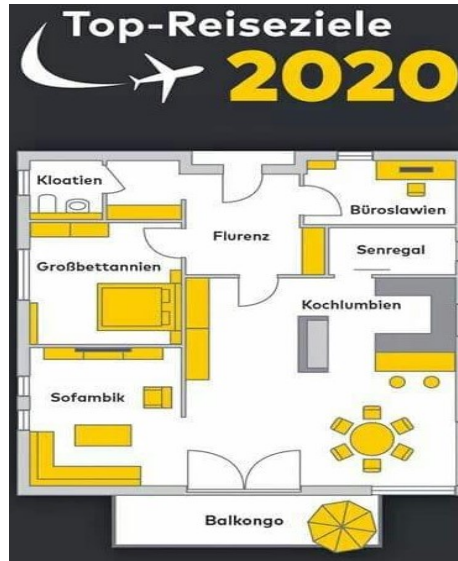 Top-Reiseziele
2020
Kloatien
Büroslawien
Flurenz
Senregal
Großbettannien
Kochlumbien
Sofambik
Balkongo